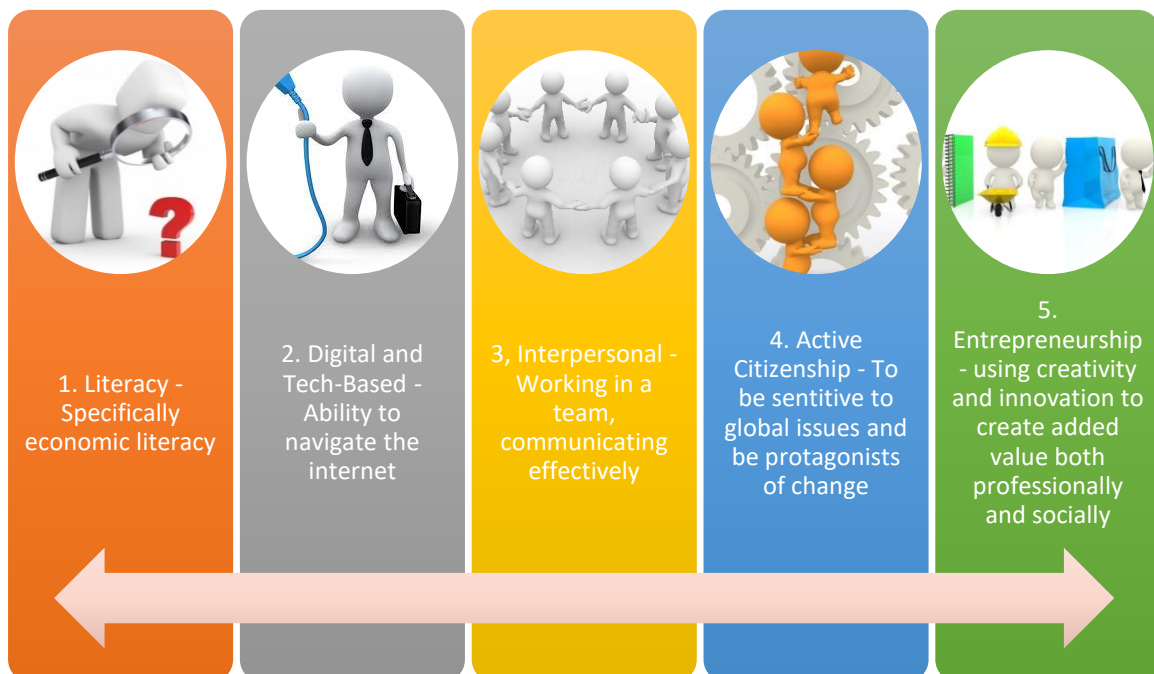 1. Literacy -
Specifically
economic literacy
2. Digital and
Tech-Based -
Ability to
navigate the
internet
3, Interpersonal -
Working in a
team,
communicating
effectively
4. Active
Citizenship - To
be sentitive to
global issues and
be protagonists
of change
5.
Entrepreneurship
- using creativity
and innovation to
create added
value both
professionally
and socially